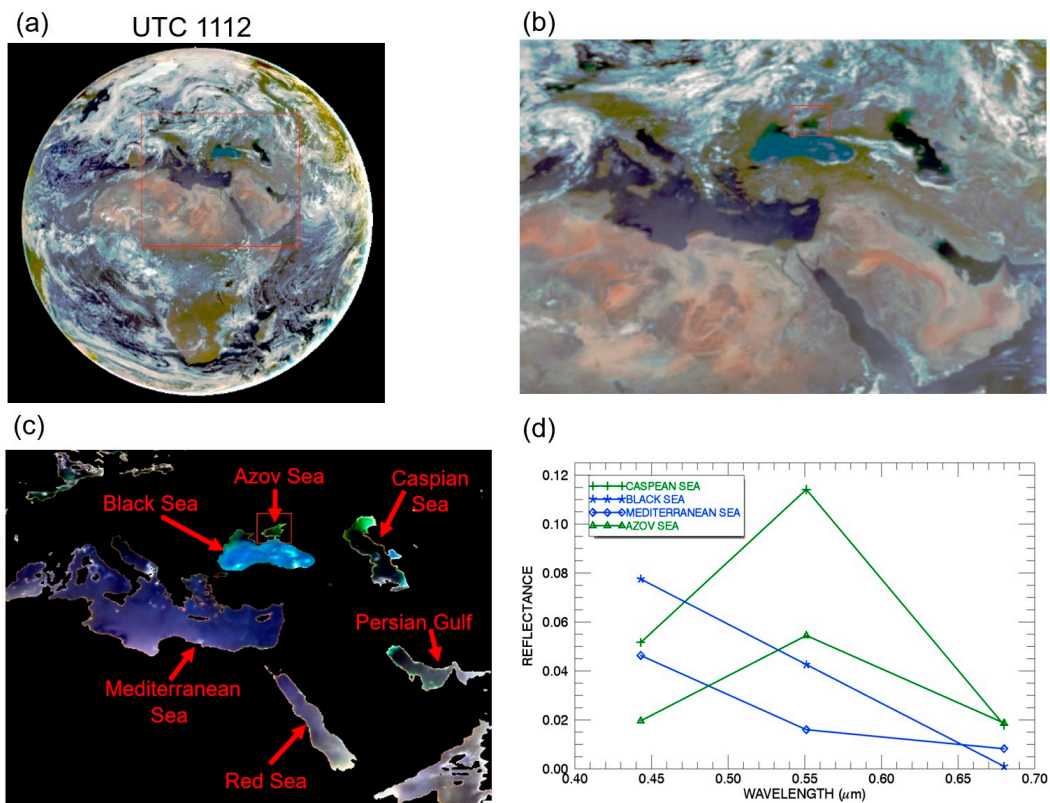 (a)
UTC 1112
(b)
(c)
Azov Sea
Black Sea
Caspian
Sea
Persian Gulf
Mediterranean
Sea
Red Sea
(d)
0.12
0.10
0.08
0.06
0.04
0.02
0.00
REFLECTANCE
CASPEAN SEA
BLACK SEA
MEDITERRANEAN SEA
AZOV SEA
0.40
0.45
0.50
0.55
0.60
0.65
0.70
WAVELENGTH (μm)